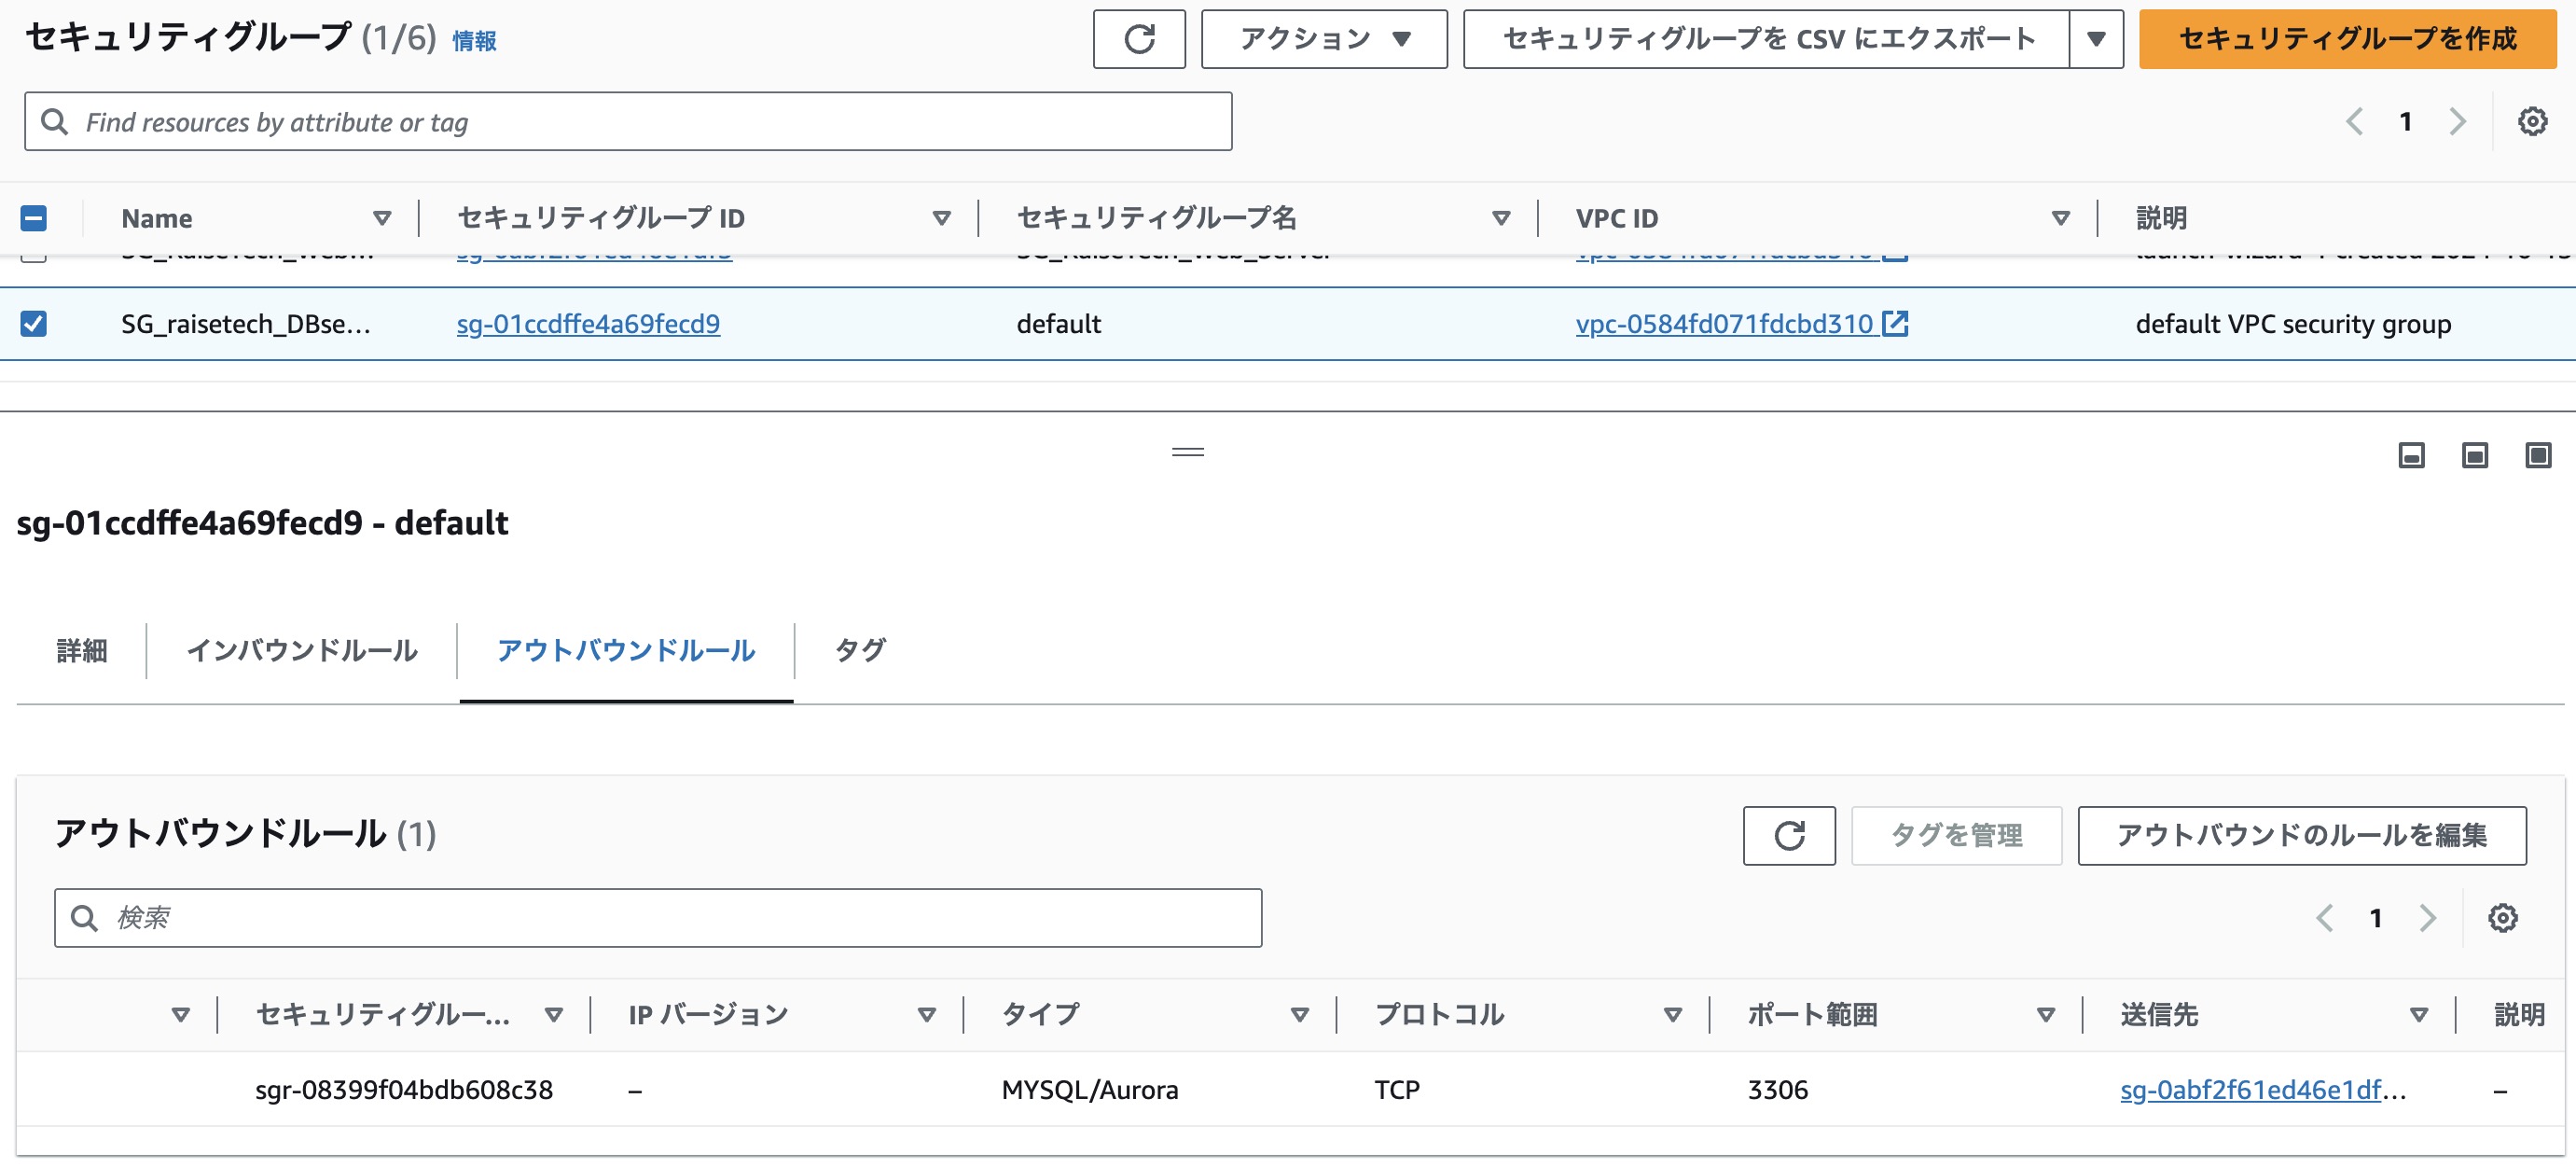 セキュリティグループ (1/6) 情報
アクション
セキュリティグループを CSV にエクスポート
セキュリティグループを作成
Find resources by attribute or tag
1
Name セキュリティグループ ID セキュリティグループ名 VPC ID 説明
SG_raisetech_DBse... sg-01ccdffe4a69fecd9 default vpc-0584fd071fdcbd310 default VPC security group
sg-01ccdffe4a69fecd9 - default
詳細 インバウンドルール アウトバウンドルール タグ
アウトバウンドルール (1)
タグを管理
アウトバウンドのルールを編集
検索
1
セキュリティグルー... IP バージョン タイプ プロトコル ポート範囲 送信先 説明
sgr-08399f04bdb608c38 – MYSQL/Aurora TCP 3306 sg-0abf2f61ed46e1df... –